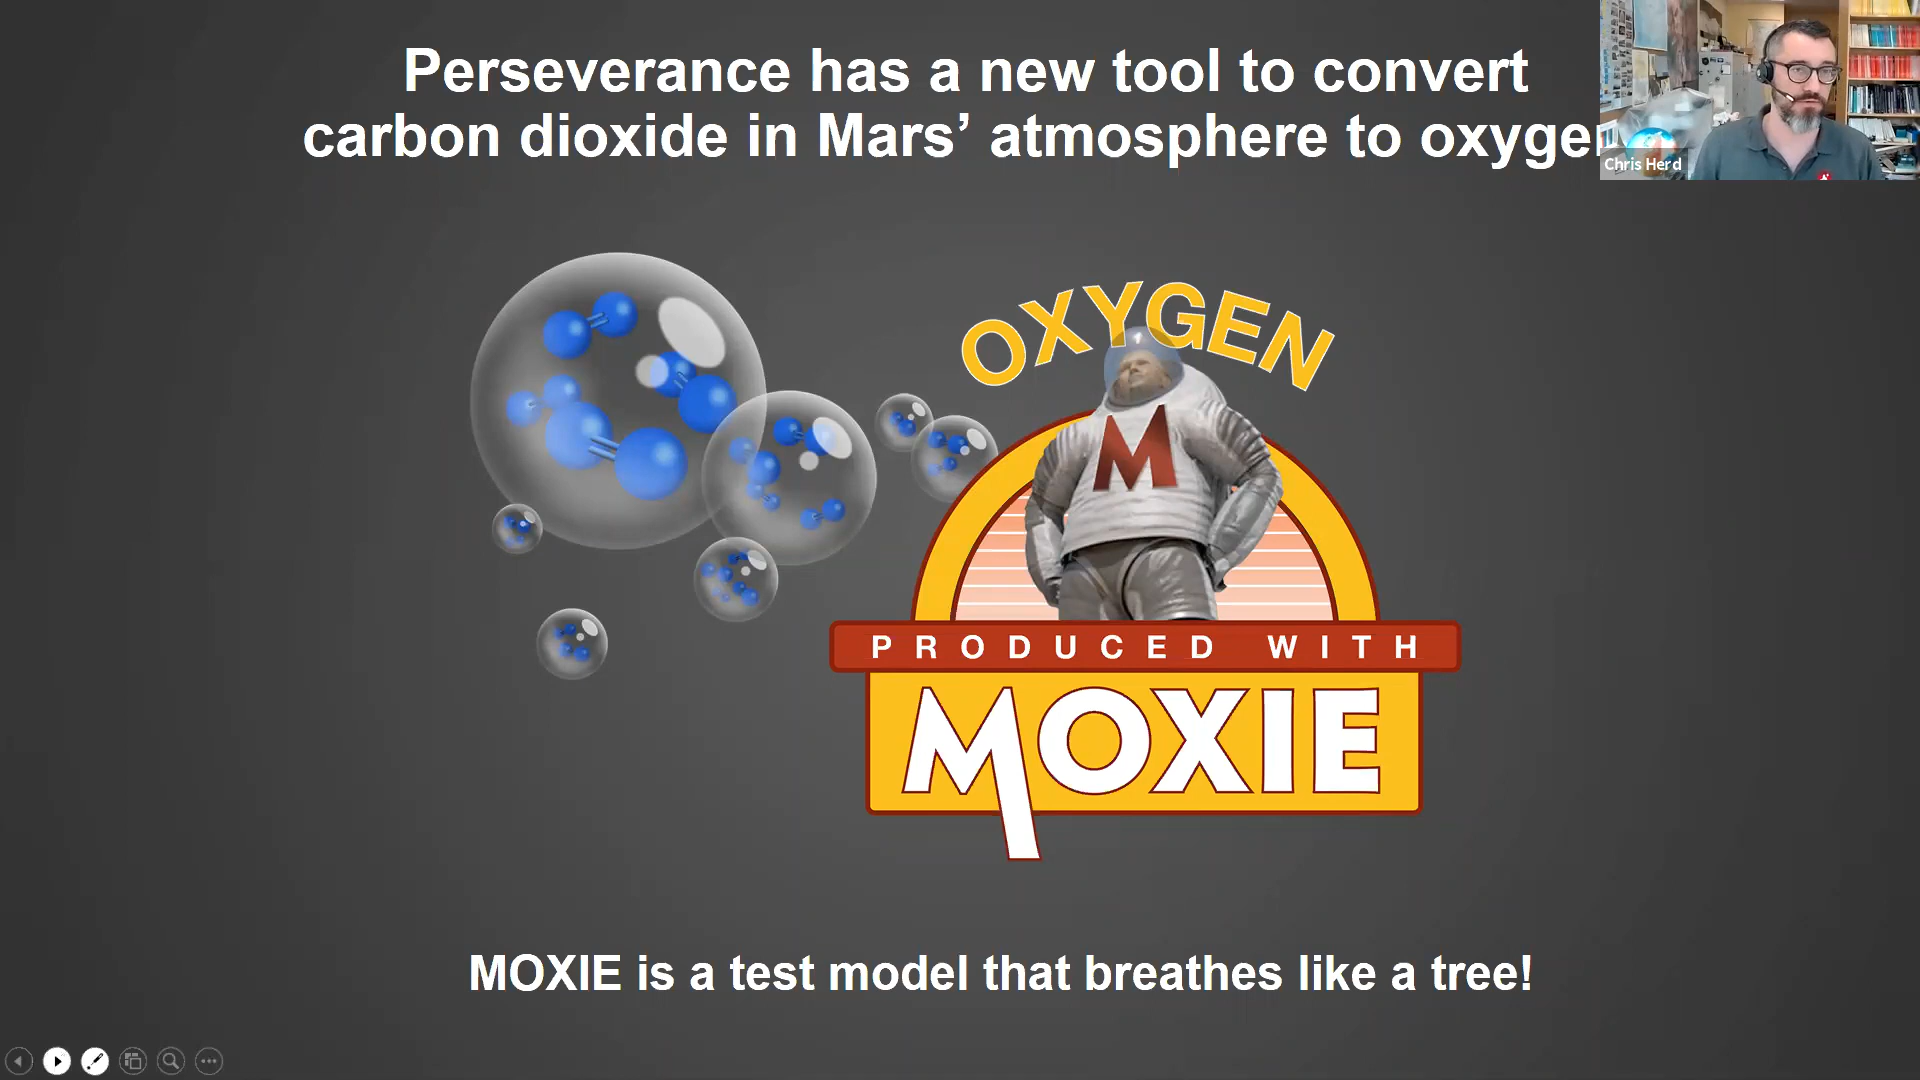 Perseverance has a new tool to convert
carbon dioxide in Mars’ atmosphere to oxygen
Chris Herd
OXYGEN
M
PRODUCED WITH
MOXIE
MOXIE is a test model that breathes like a tree!